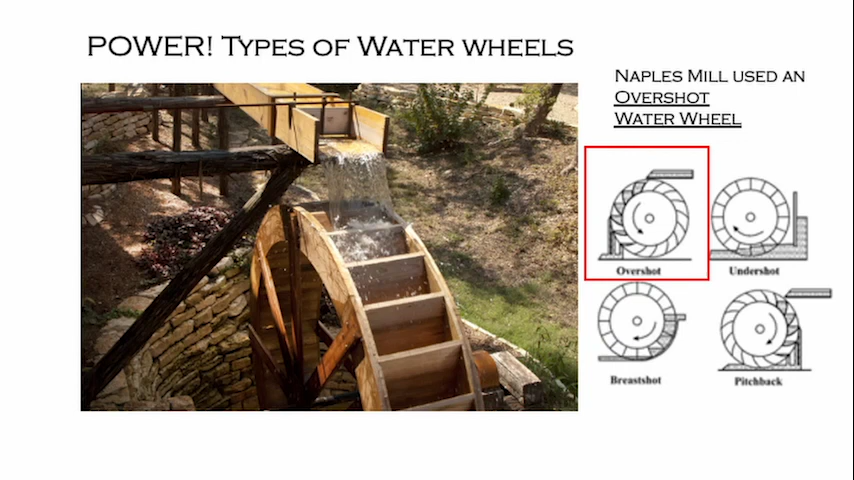 POWER! TYPES OF WATER WHEELS
NAPLES MILL USED AN
OVERSHOT
WATER WHEEL
Overshot
Undershot
Breastshot
Pitchback